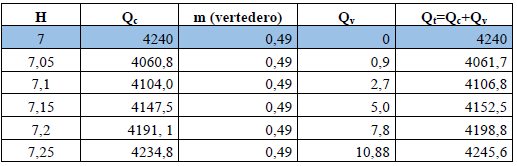 H Qc m (vertedero) Qv Qt=Qc+Qv
7 4240 0,49 0 4240
7,05 4060,8 0,49 0,9 4061,7
7,1 4104,0 0,49 2,7 4106,8
7,15 4147,5 0,49 5,0 4152,5
7,2 4191, 1 0,49 7,8 4198,8
7,25 4234,8 0,49 10,88 4245,6